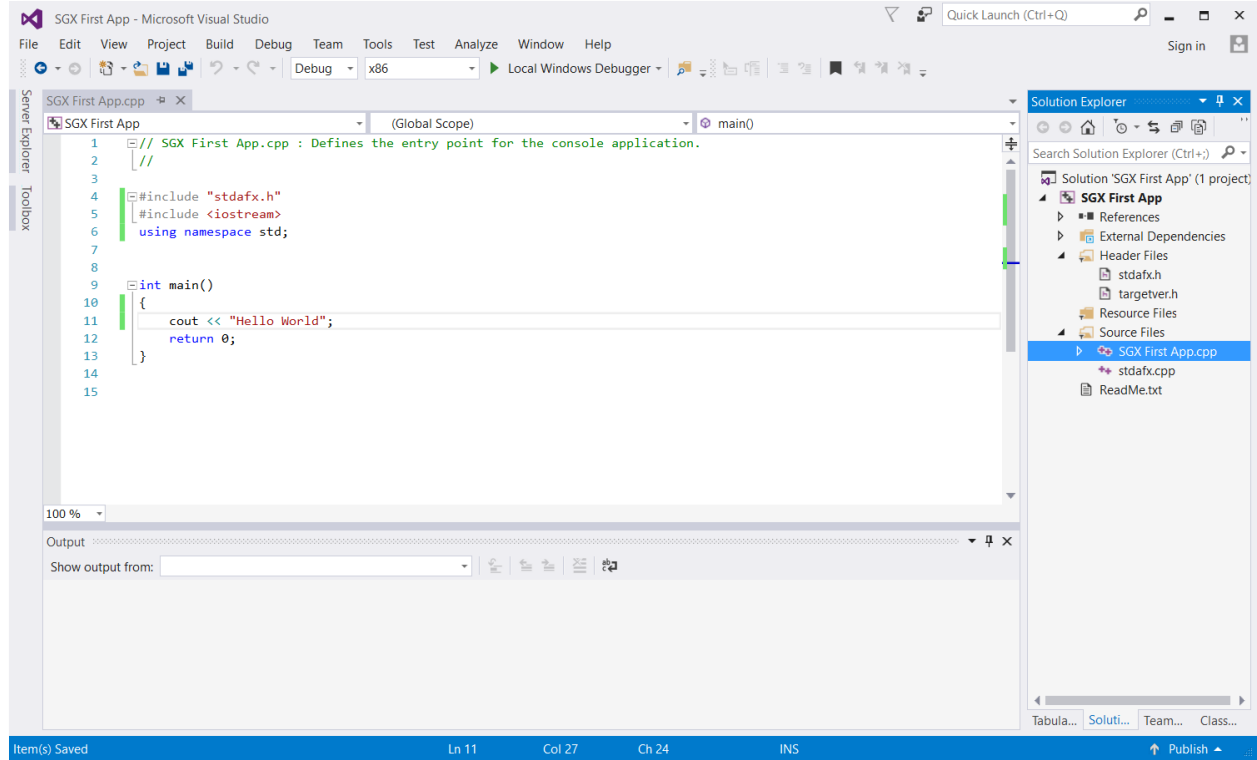 SGX First App - Microsoft Visual Studio
Quick Launch (Ctrl+Q)
File Edit View Project Build Debug Team Tools Test Analyze Window Help
Sign in
Debug x86 Local Windows Debugger
Server Explorer
Toolbox
SGX First App.cpp
SGX First App (Global Scope) main()
1 // SGX First App.cpp : Defines the entry point for the console application.
2 //
3
4 #include "stdafx.h"
5 #include <iostream>
6 using namespace std;
7
8
9 int main()
10 {
11 cout << "Hello World";
12 return 0;
13 }
14
15
100 %
Output
Show output from:
Solution Explorer
Search Solution Explorer (Ctrl+;)
Solution 'SGX First App' (1 project)
SGX First App
References
External Dependencies
Header Files
stdafx.h
targetver.h
Resource Files
Source Files
SGX First App.cpp
stdafx.cpp
ReadMe.txt
Tabula... Soluti... Team... Class...
Item(s) Saved Ln 11 Col 27 Ch 24 INS Publish